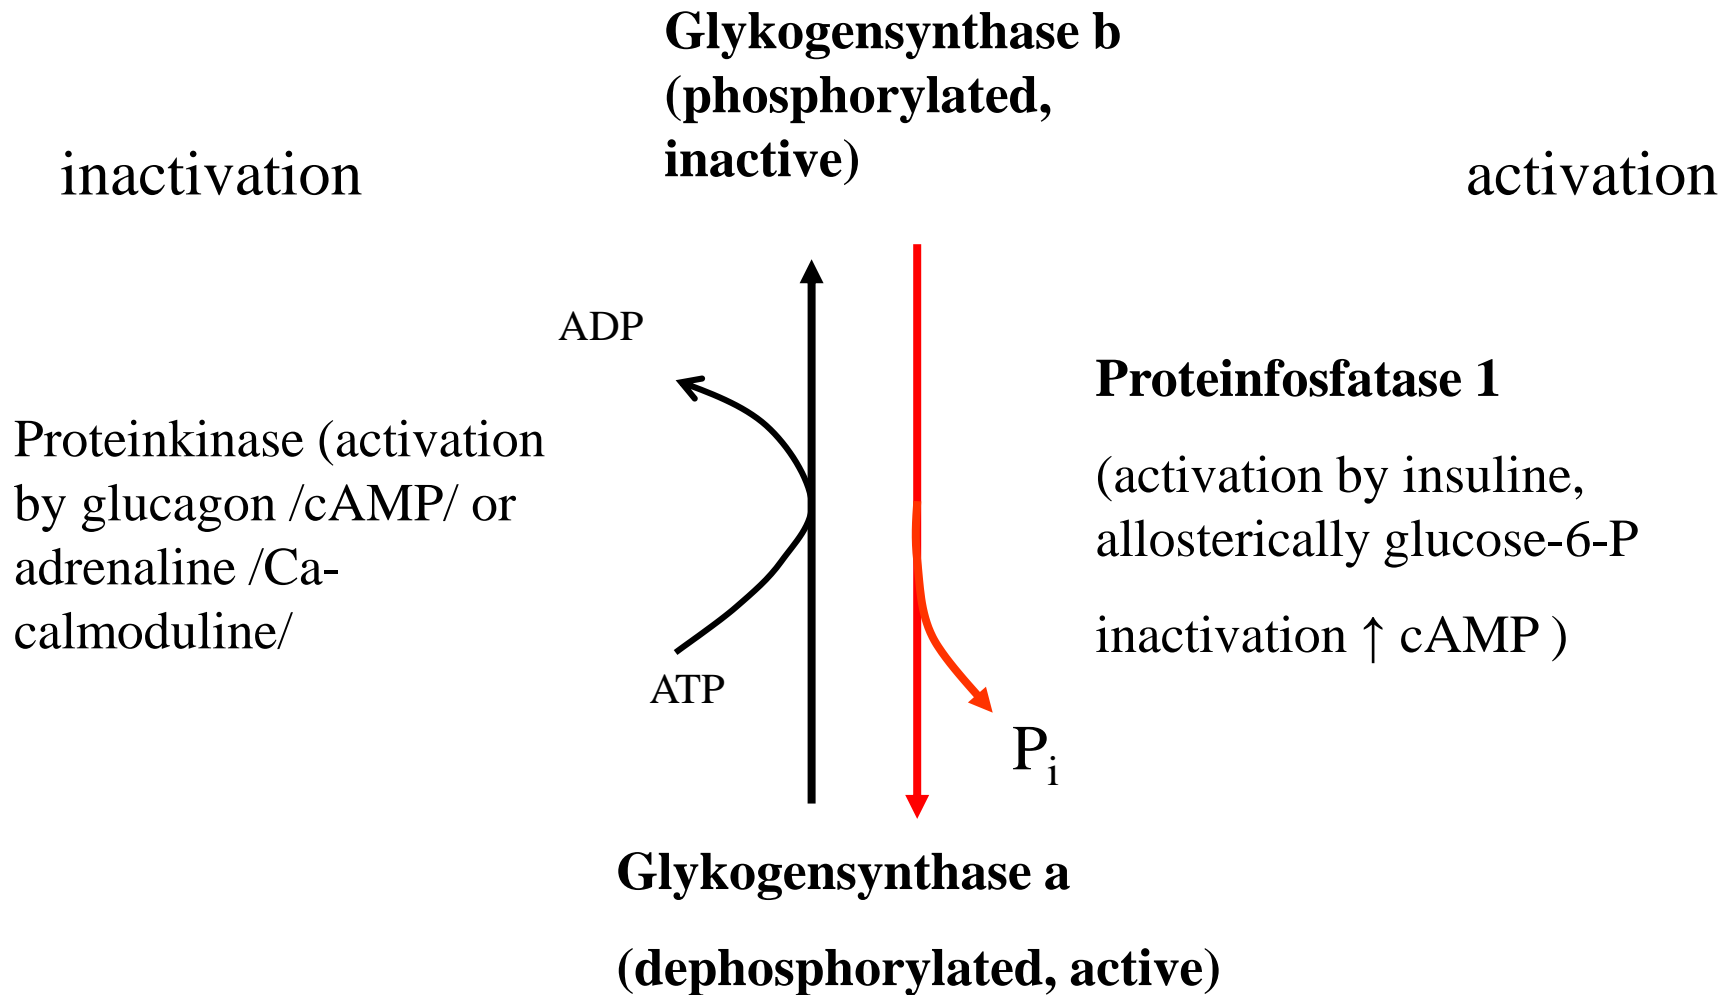 Glykogensynthase b
(phosphorylated,
inactive)
inactivation
activation
ADP
Proteinkinase (activation
by glucagon /cAMP/ or
adrenaline /Ca-
calmoduline/
ATP
Proteinfosfatase 1
(activation by insuline,
allosterically glucose-6-P
inactivation ↑ cAMP )
Pi
Glykogensynthase a
(dephosphorylated, active)